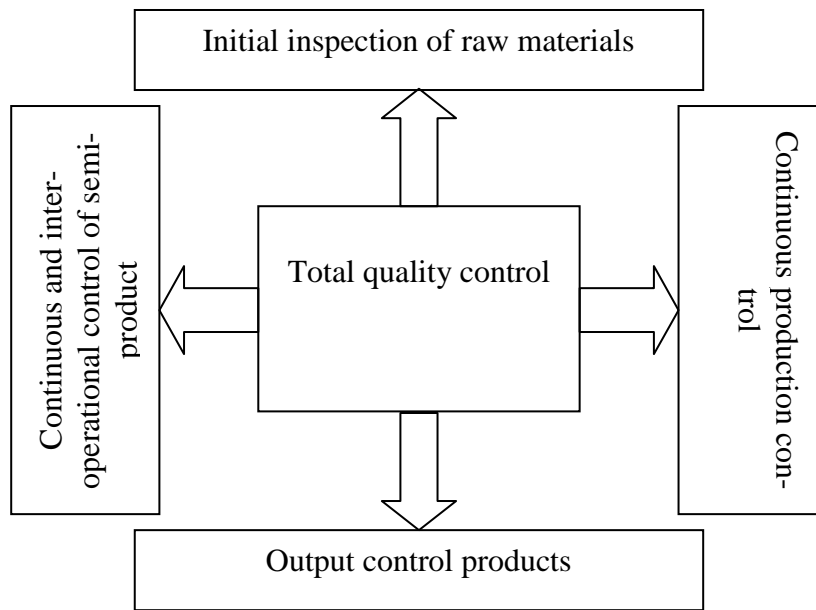 Initial inspection of raw materials
Continuous and inter-
operational control of semi-
product
Total quality control
Continuous production con-
trol
Output control products